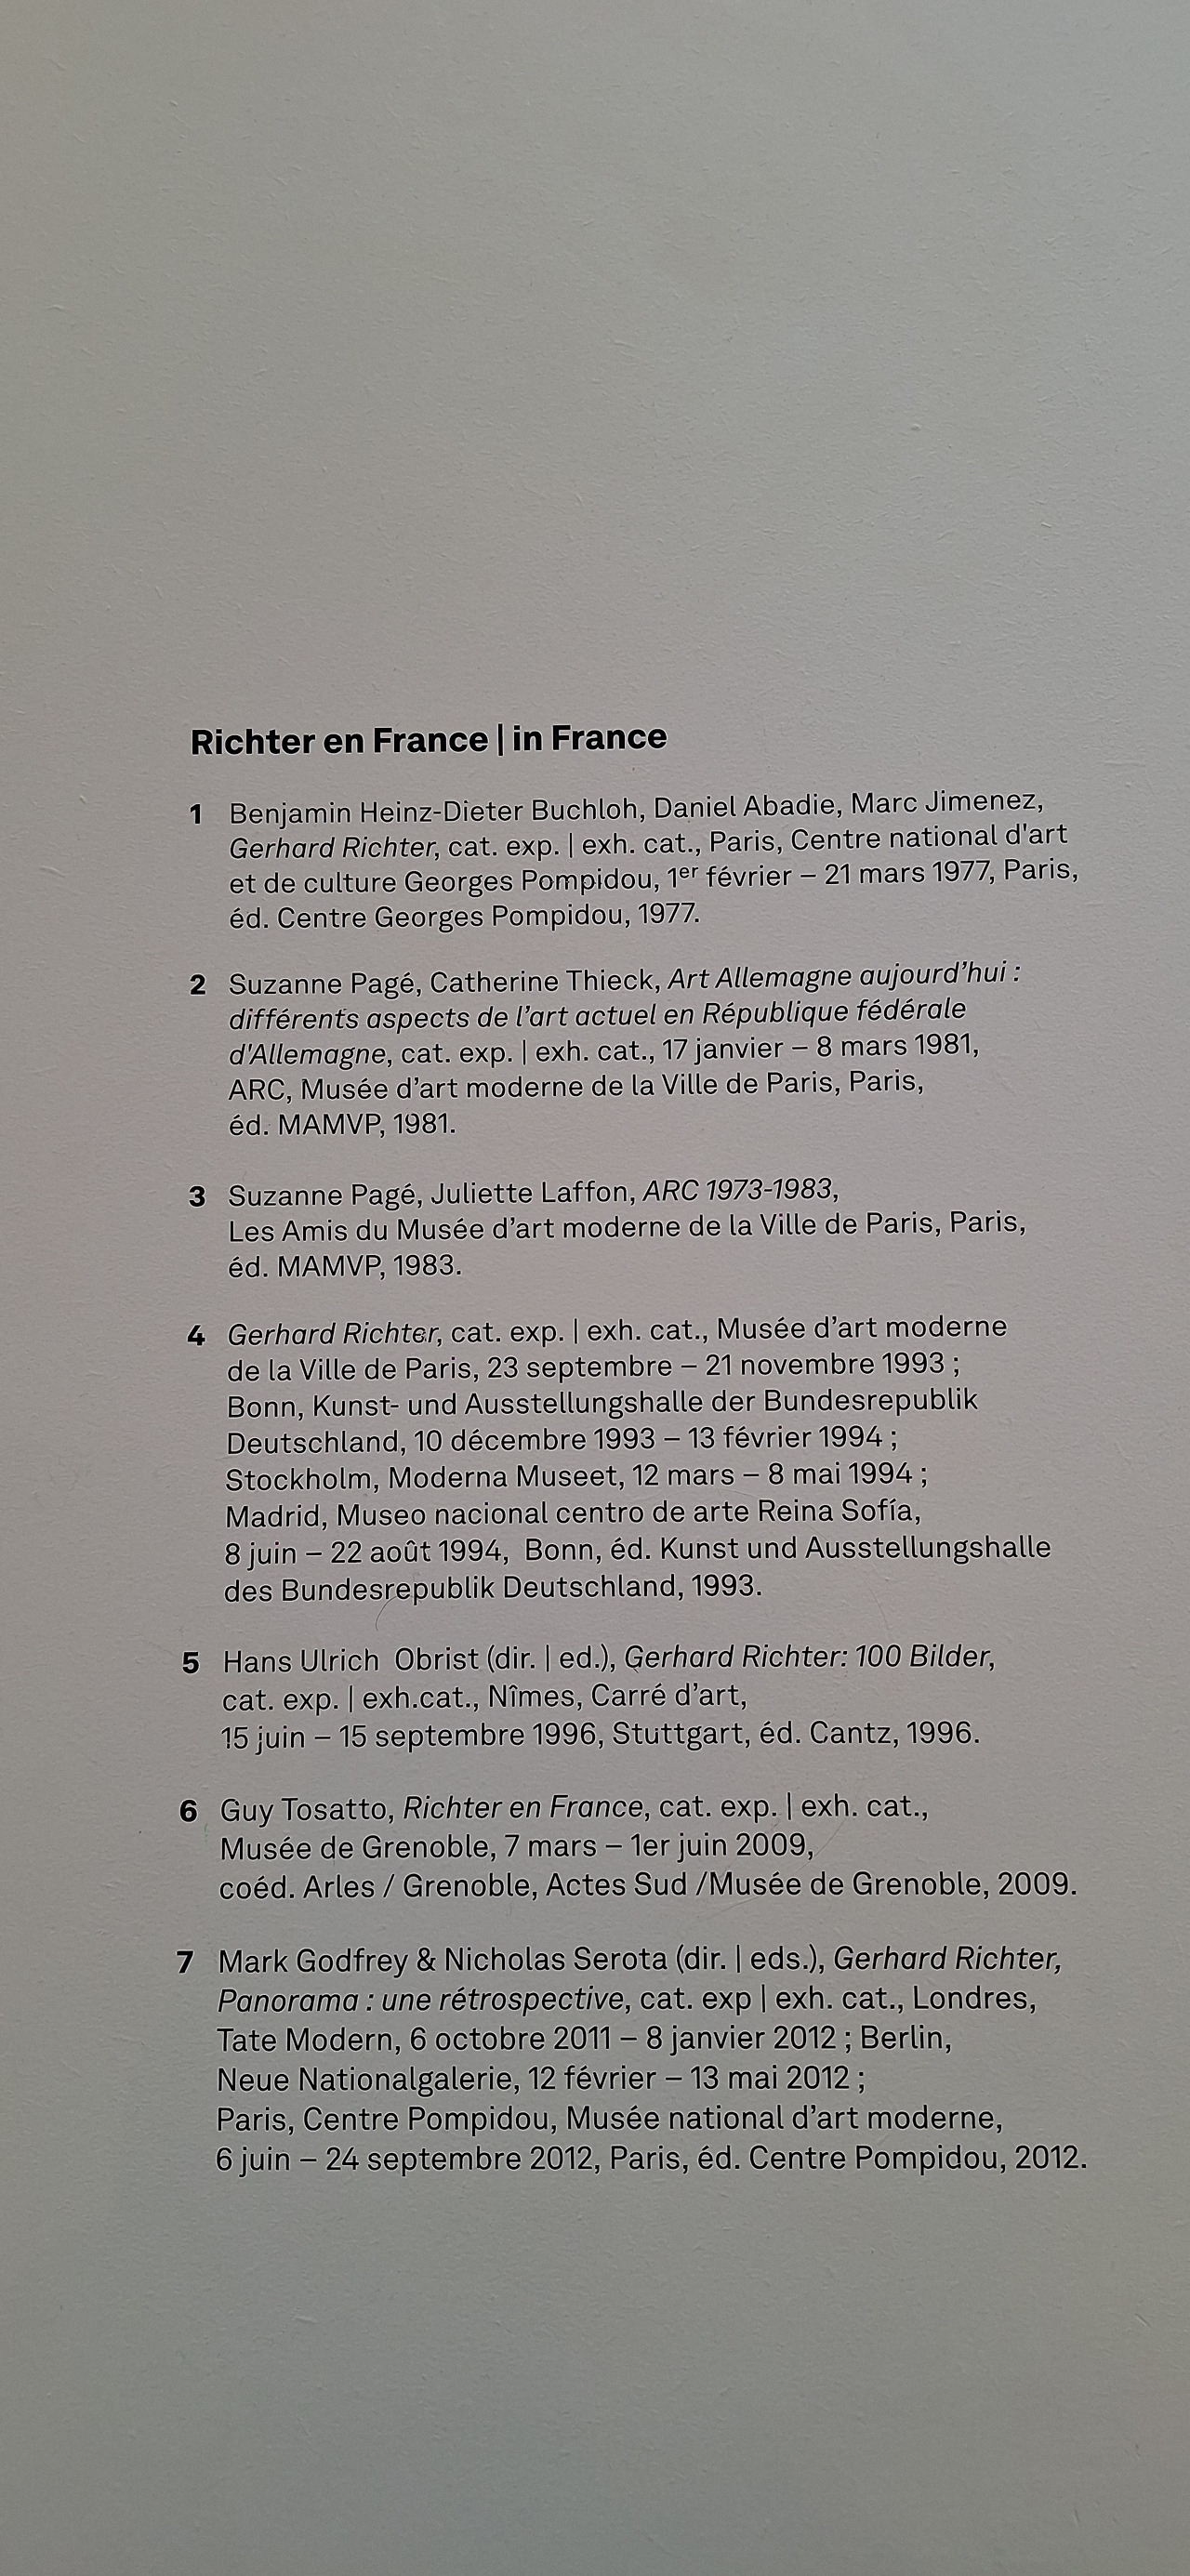 Richter en France | in France
1 Benjamin Heinz-Dieter Buchloh, Daniel Abadie, Marc Jimenez,
Gerhard Richter, cat. exp. | exh. cat., Paris, Centre national d'art
et de culture Georges Pompidou, 1er février – 21 mars 1977, Paris,
éd. Centre Georges Pompidou, 1977.
2 Suzanne Pagé, Catherine Thieck, Art Allemagne aujourd’hui :
différents aspects de l’art actuel en République fédérale
d'Allemagne, cat. exp. | exh. cat., 17 janvier – 8 mars 1981,
ARC, Musée d’art moderne de la Ville de Paris, Paris,
éd. MAMVP, 1981.
3 Suzanne Pagé, Juliette Laffon, ARC 1973-1983,
Les Amis du Musée d’art moderne de la Ville de Paris, Paris,
éd. MAMVP, 1983.
4 Gerhard Richter, cat. exp. | exh. cat., Musée d’art moderne
de la Ville de Paris, 23 septembre – 21 novembre 1993 ;
Bonn, Kunst- und Ausstellungshalle der Bundesrepublik
Deutschland, 10 décembre 1993 – 13 février 1994 ;
Stockholm, Moderna Museet, 12 mars – 8 mai 1994 ;
Madrid, Museo nacional centro de arte Reina Sofía,
8 juin – 22 août 1994,  Bonn, éd. Kunst und Ausstellungshalle
des Bundesrepublik Deutschland, 1993.
5 Hans Ulrich  Obrist (dir. | ed.), Gerhard Richter: 100 Bilder,
cat. exp. | exh.cat., Nîmes, Carré d’art,
15 juin – 15 septembre 1996, Stuttgart, éd. Cantz, 1996.
6 Guy Tosatto, Richter en France, cat. exp. | exh. cat.,
Musée de Grenoble, 7 mars – 1er juin 2009,
coéd. Arles / Grenoble, Actes Sud /Musée de Grenoble, 2009.
7 Mark Godfrey & Nicholas Serota (dir. | eds.), Gerhard Richter,
Panorama : une rétrospective, cat. exp | exh. cat., Londres,
Tate Modern, 6 octobre 2011 – 8 janvier 2012 ; Berlin,
Neue Nationalgalerie, 12 février – 13 mai 2012 ;
Paris, Centre Pompidou, Musée national d’art moderne,
6 juin – 24 septembre 2012, Paris, éd. Centre Pompidou, 2012.